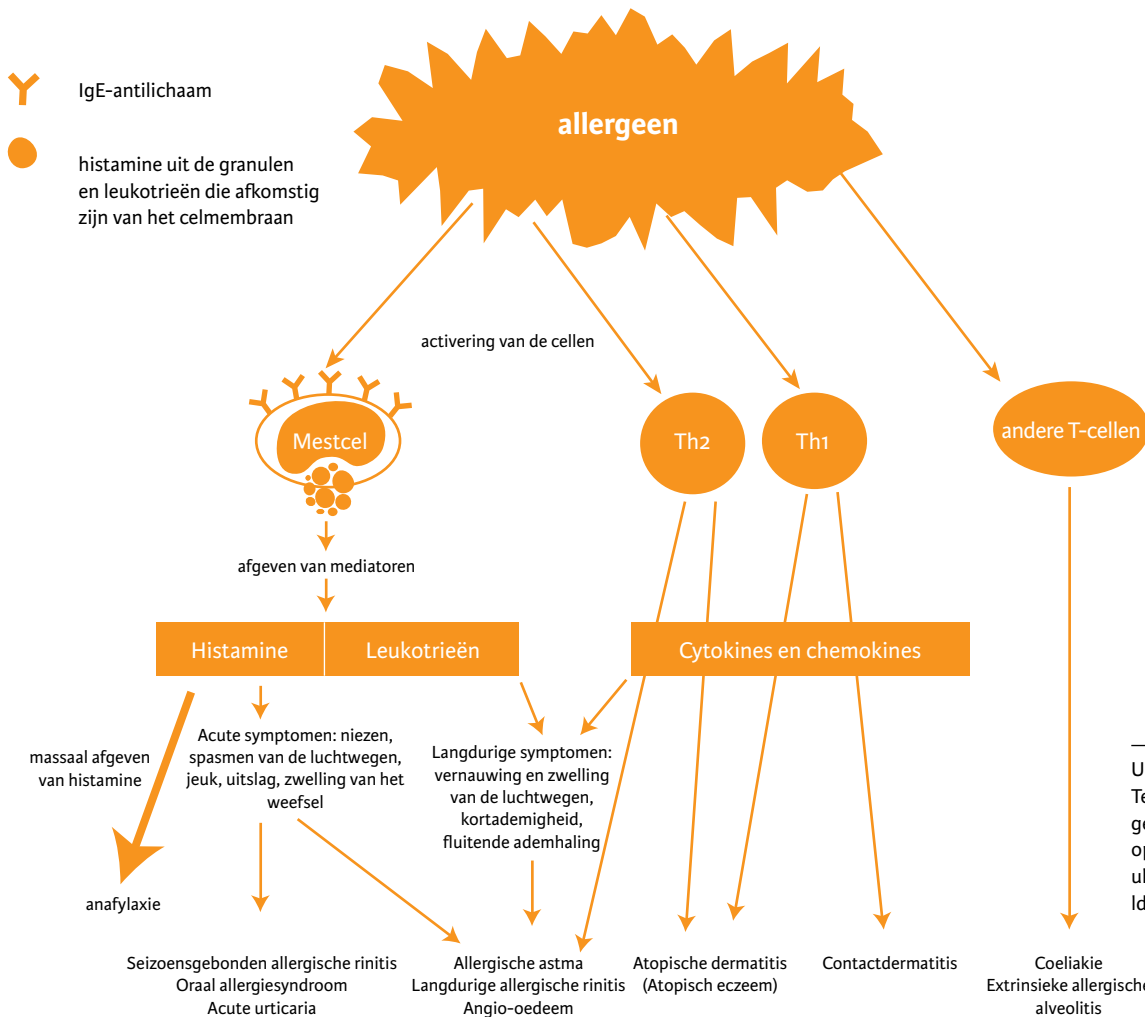 IgE-antilichaam
histamine uit de granulen
en leukotrieën die afkomstig
zijn van het celmembraan
allergeen
activering van de cellen
Mestcel
Th2
Th1
andere T-cellen
afgeven van mediatoren
Histamine
Leukotrieën
Cytokines en chemokines
massaal afgeven
van histamine
Acute symptomen: niezen,
spasmen van de luchtwegen,
jeuk, uitslag, zwelling van het
weefsel
Langdurige symptomen:
vernauwing en zwelling
van de luchtwegen,
kortademigheid,
fluitende ademhaling
anafylaxie
Seizoensgebonden allergische rinitis
Oraal allergiesyndroom
Acute urticaria
Allergische astma
Langdurige allergische rinitis
Angio-oedeem
Atopische dermatitis
(Atopisch eczeem)
Contactdermatitis
Coeliakie
Extrinsieke allergische
alveolitis